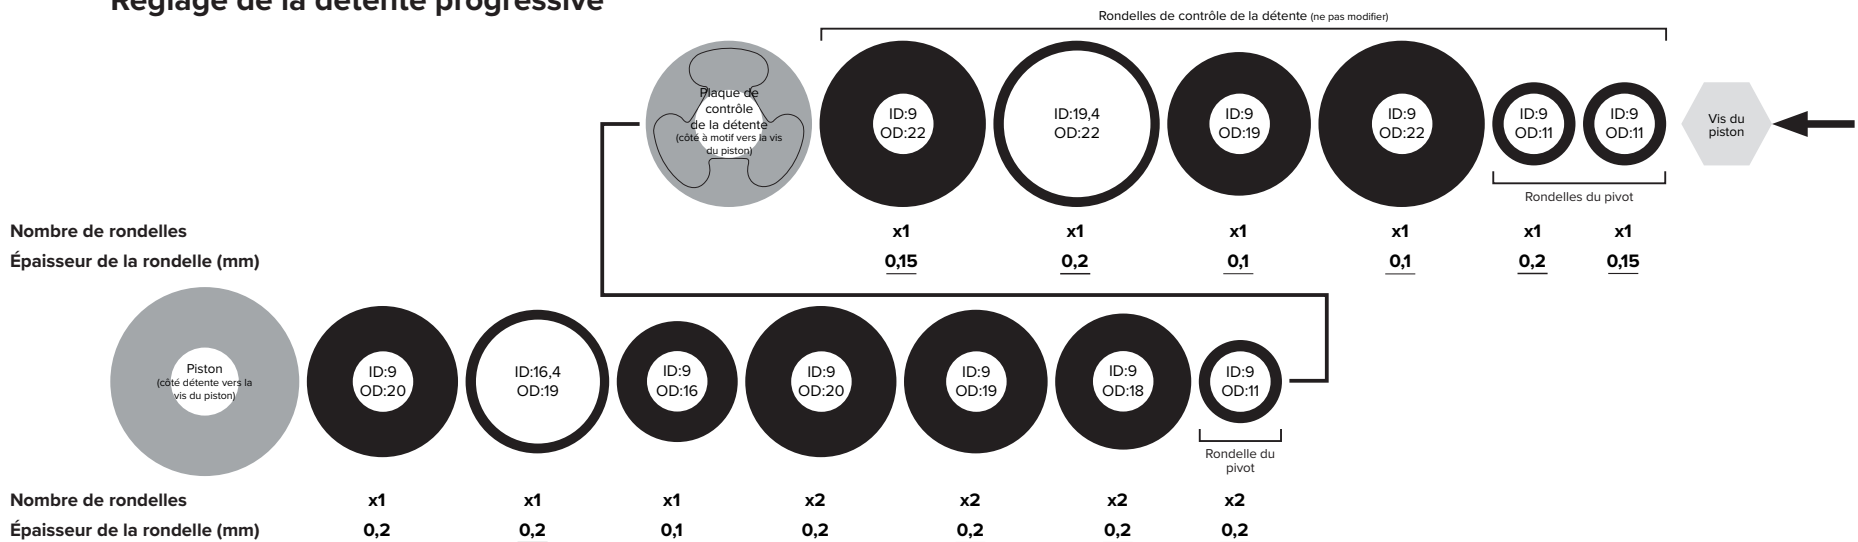 Réglage de la détente progressive
Rondelles de contrôle de la détente (ne pas modifier)
Plaque de
contrôle
de la détente
(côté à motif vers la vis
du piston)
ID:9
OD:22
ID:19,4
OD:22
ID:9
OD:19
ID:9
OD:22
ID:9
OD:11
ID:9
OD:11
Vis du
piston
Rondelles du pivot
Nombre de rondelles x1 x1 x1 x1 x1 x1
Épaisseur de la rondelle (mm) 0,15 0,2 0,1 0,1 0,2 0,15
Piston
(côté détente vers la
vis du piston)
ID:9
OD:20
ID:16,4
OD:19
ID:9
OD:16
ID:9
OD:20
ID:9
OD:19
ID:9
OD:18
ID:9
OD:11
Rondelle du
pivot
Nombre de rondelles x1 x1 x1 x2 x2 x2 x2
Épaisseur de la rondelle (mm) 0,2 0,2 0,1 0,2 0,2 0,2 0,2